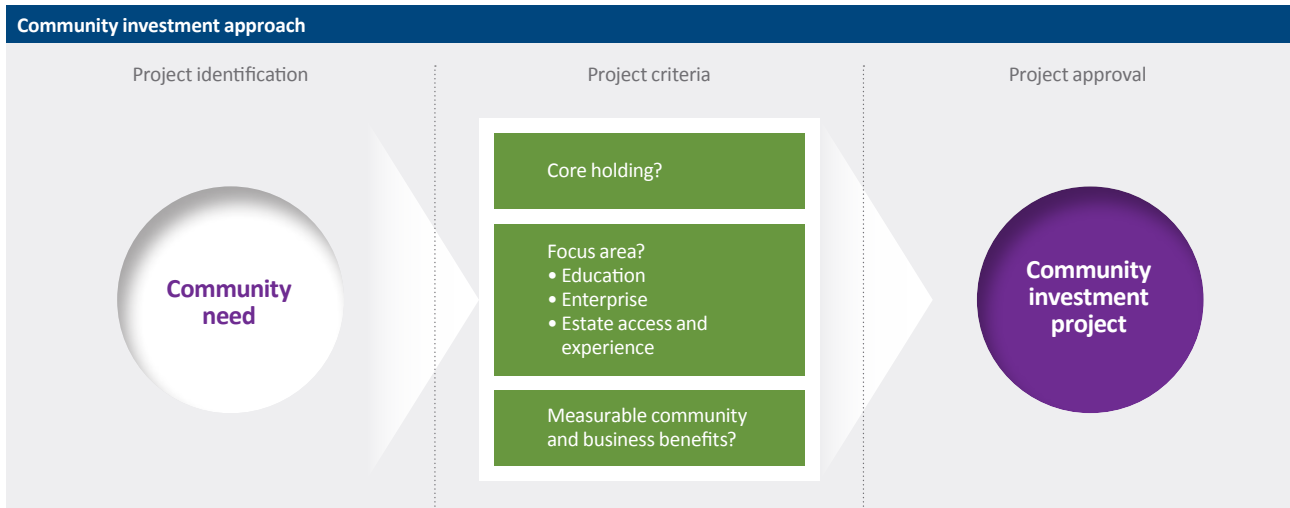 Community investment approach
Project identification
Project criteria
Project approval
Community
need
Core holding?
Focus area?
• Education
• Enterprise
• Estate access and
experience
Measurable community
and business benefits?
Community
investment
project